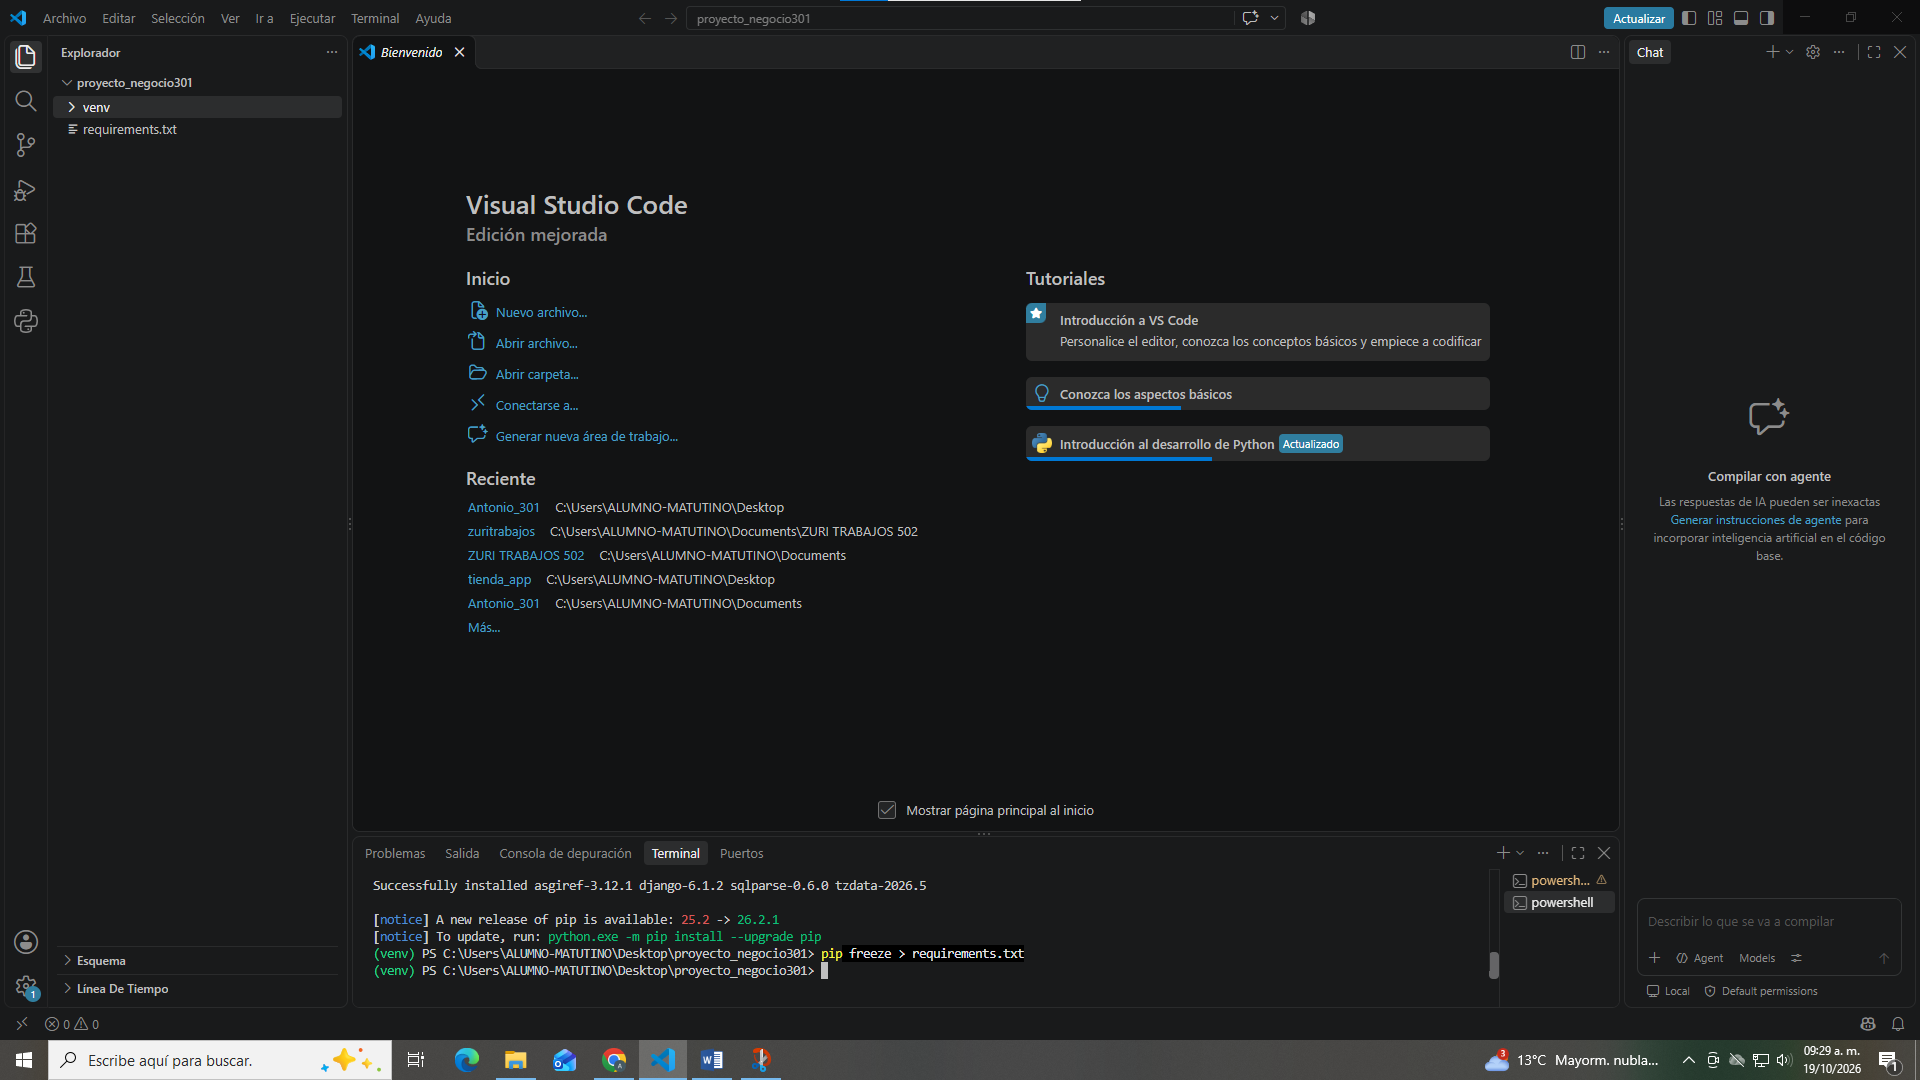 Archivo Editar Selección Ver Ir a Ejecutar Terminal Ayuda
proyecto_negocio301
Actualizar
Explorador
proyecto_negocio301
venv
requirements.txt
Esquema
Línea De Tiempo
Bienvenido
Visual Studio Code
Edición mejorada
Inicio
Nuevo archivo...
Abrir archivo...
Abrir carpeta...
Conectarse a...
Generar nueva área de trabajo...
Reciente
Antonio_301 C:\Users\ALUMNO-MATUTINO\Desktop
zuritrabajos C:\Users\ALUMNO-MATUTINO\Documents\ZURI TRABAJOS 502
ZURI TRABAJOS 502 C:\Users\ALUMNO-MATUTINO\Documents
tienda_app C:\Users\ALUMNO-MATUTINO\Desktop
Antonio_301 C:\Users\ALUMNO-MATUTINO\Documents
Más...
Tutoriales
Introducción a VS Code
Personalice el editor, conozca los conceptos básicos y empiece a codificar
Conozca los aspectos básicos
Introducción al desarrollo de Python Actualizado
Mostrar página principal al inicio
Problemas Salida Consola de depuración Terminal Puertos
Successfully installed asgiref-3.12.1 django-6.1.2 sqlparse-0.6.0 tzdata-2026.5
[notice] A new release of pip is available: 25.2 -> 26.2.1
[notice] To update, run: python.exe -m pip install --upgrade pip
(venv) PS C:\Users\ALUMNO-MATUTINO\Desktop\proyecto_negocio301> pip freeze > requirements.txt
(venv) PS C:\Users\ALUMNO-MATUTINO\Desktop\proyecto_negocio301>
powersh...
powershell
Chat
Compilar con agente
Las respuestas de IA pueden ser inexactas
Generar instrucciones de agente para
incorporar inteligencia artificial en el código
base.
Describir lo que se va a compilar
Agent Models
Local Default permissions
1
0 0
Escribe aquí para buscar.
3
13°C Mayorm. nubla...
09:29 a. m.
19/10/2026
1